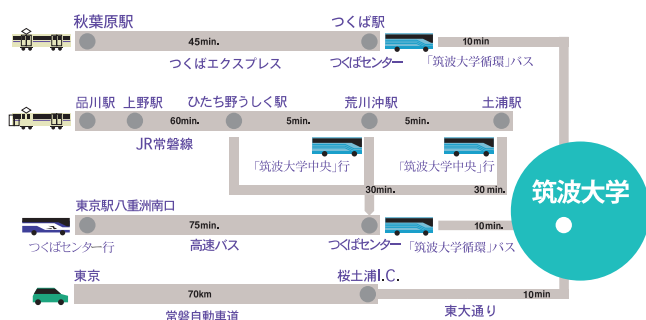 秋葉原駅
つくば駅
45min.
10min
つくばエクスプレス
つくばセンター
「筑波大学循環」バス
品川駅
上野駅
ひたち野うしく駅
荒川沖駅
土浦駅
60min.
5min.
5min.
JR常磐線
「筑波大学中央」行
「筑波大学中央」行
30min.
30min.
筑波大学
東京駅八重洲南口
75min.
10min.
つくばセンター行
高速バス
つくばセンター
「筑波大学循環」バス
東京
桜土浦I.C.
70km
10min
常磐自動車道
東大通り